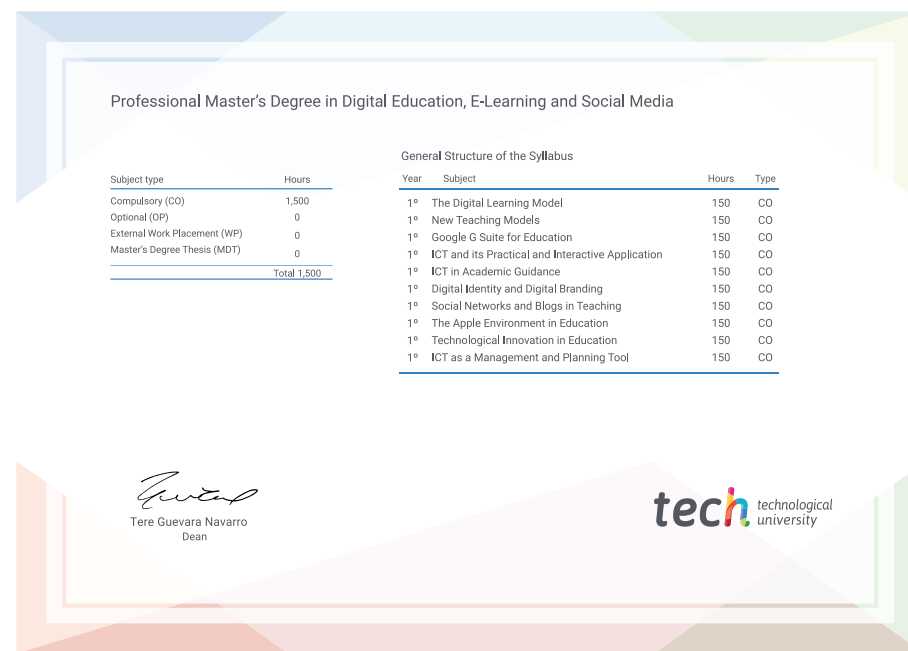 Professional Master's Degree in Digital Education, E-Learning and Social Media
Subject type Hours
Compulsory (CO) 1,500
Optional (OP) 0
External Work Placement (WP) 0
Master's Degree Thesis (MDT) 0
Total 1,500
General Structure of the Syllabus
Year Subject Hours Type
1º The Digital Learning Model 150 CO
1º New Teaching Models 150 CO
1º Google G Suite for Education 150 CO
1º ICT and its Practical and Interactive Application 150 CO
1º ICT in Academic Guidance 150 CO
1º Digital Identity and Digital Branding 150 CO
1º Social Networks and Blogs in Teaching 150 CO
1º The Apple Environment in Education 150 CO
1º Technological Innovation in Education 150 CO
1º ICT as a Management and Planning Tool 150 CO
Tere Guevara Navarro
Dean
tech technological
university